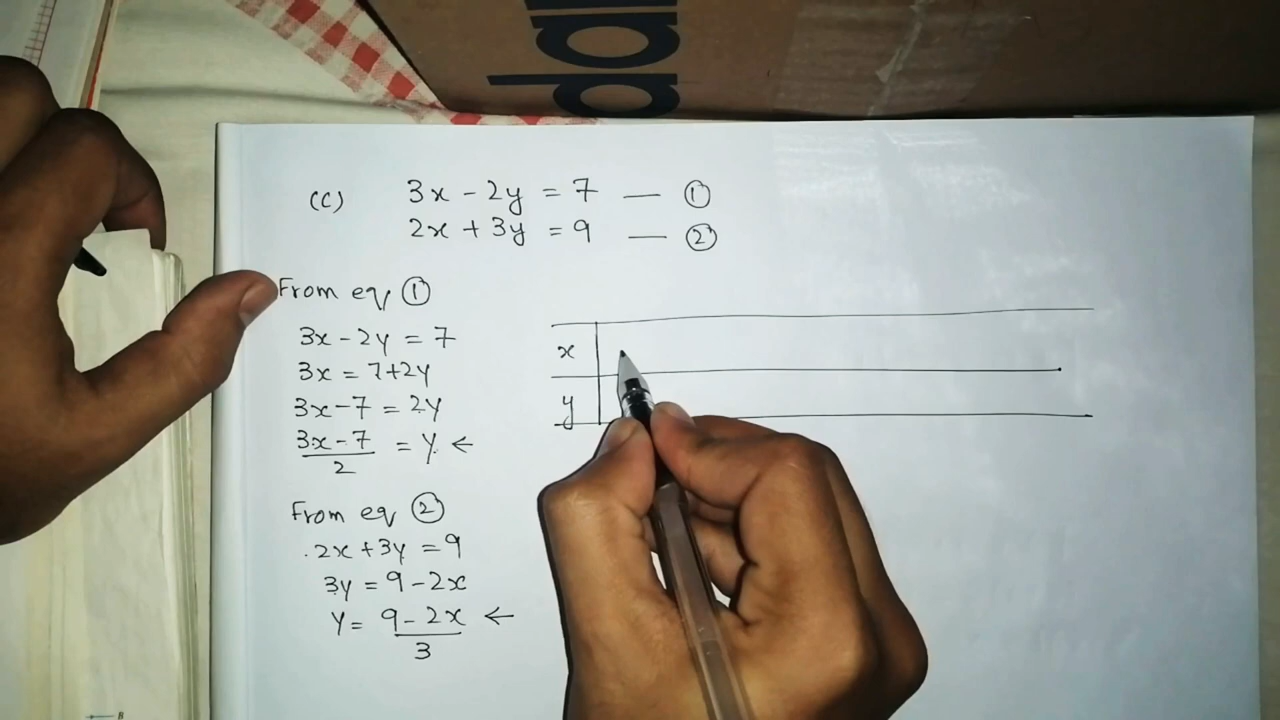 (c) 3x - 2y = 7 — ①
2x + 3y = 9 — ②
From eq ①
3x - 2y = 7
3x = 7+2y
3x-7 = 2y
3x-7 / 2 = y. ←
From eq ②
.2x + 3y = 9
3y = 9 - 2x
y = 9 - 2x / 3 ←
x
y
B